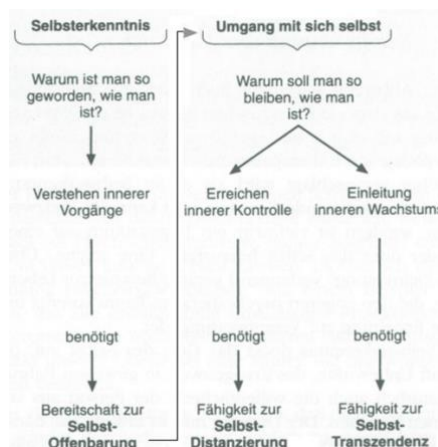 Selbsterkenntnis
Warum ist man so
geworden, wie man
ist?
Verstehen innerer
Vorgänge
benötigt
Bereitschaft zur
Selbst-
Offenbarung
Umgang mit sich selbst
Warum soll man so
bleiben, wie man
ist?
Erreichen
innerer Kontrolle
benötigt
Fähigkeit zur
Selbst-
Distanzierung
Einleitung
inneren Wachstums
benötigt
Fähigkeit zur
Selbst-
Transzendenz